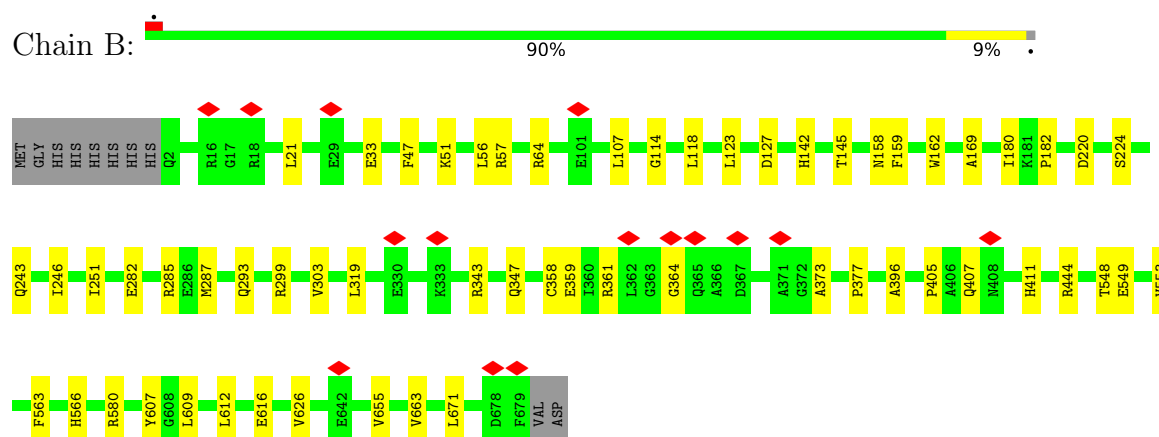 Chain B:
90% 9%
MET GLY HIS HIS HIS HIS HIS HIS Q2 R16 G17 R18 L21 E29 E33 F47 K51 L56 R57 R64 E101 L107 G114 L118 L123 D127 H142 T145 N158 F159 W162 A169 I180 K181 P182 D220 S224
Q243 I246 I251 E282 R285 E286 M287 Q293 R299 V303 L319 E330 K333 R343 Q347 C358 E359 I360 R361 L362 G363 G364 Q365 A366 D367 A371 G372 A373 P377 A396 P405 A406 Q407 N408 H411 R444 T548 E549
F563 H566 R580 Y607 G608 L609 L612 E616 V626 E642 V655 V663 L671 D678 F679 VAL ASP